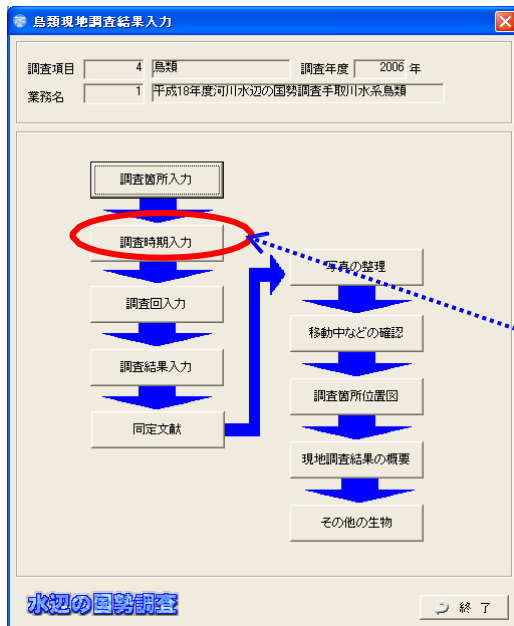 鳥類現地調査結果入力
調査項目 4 鳥類 調査年度 2006 年
業務名 1 平成18年度河川水辺の国勢調査手取川水系鳥類
調査箇所入力
調査時期入力
調査回入力
調査結果入力
同定文献
写真の整理
移動中などの確認
調査箇所位置図
現地調査結果の概要
その他の生物
水辺の国勢調査
終 了